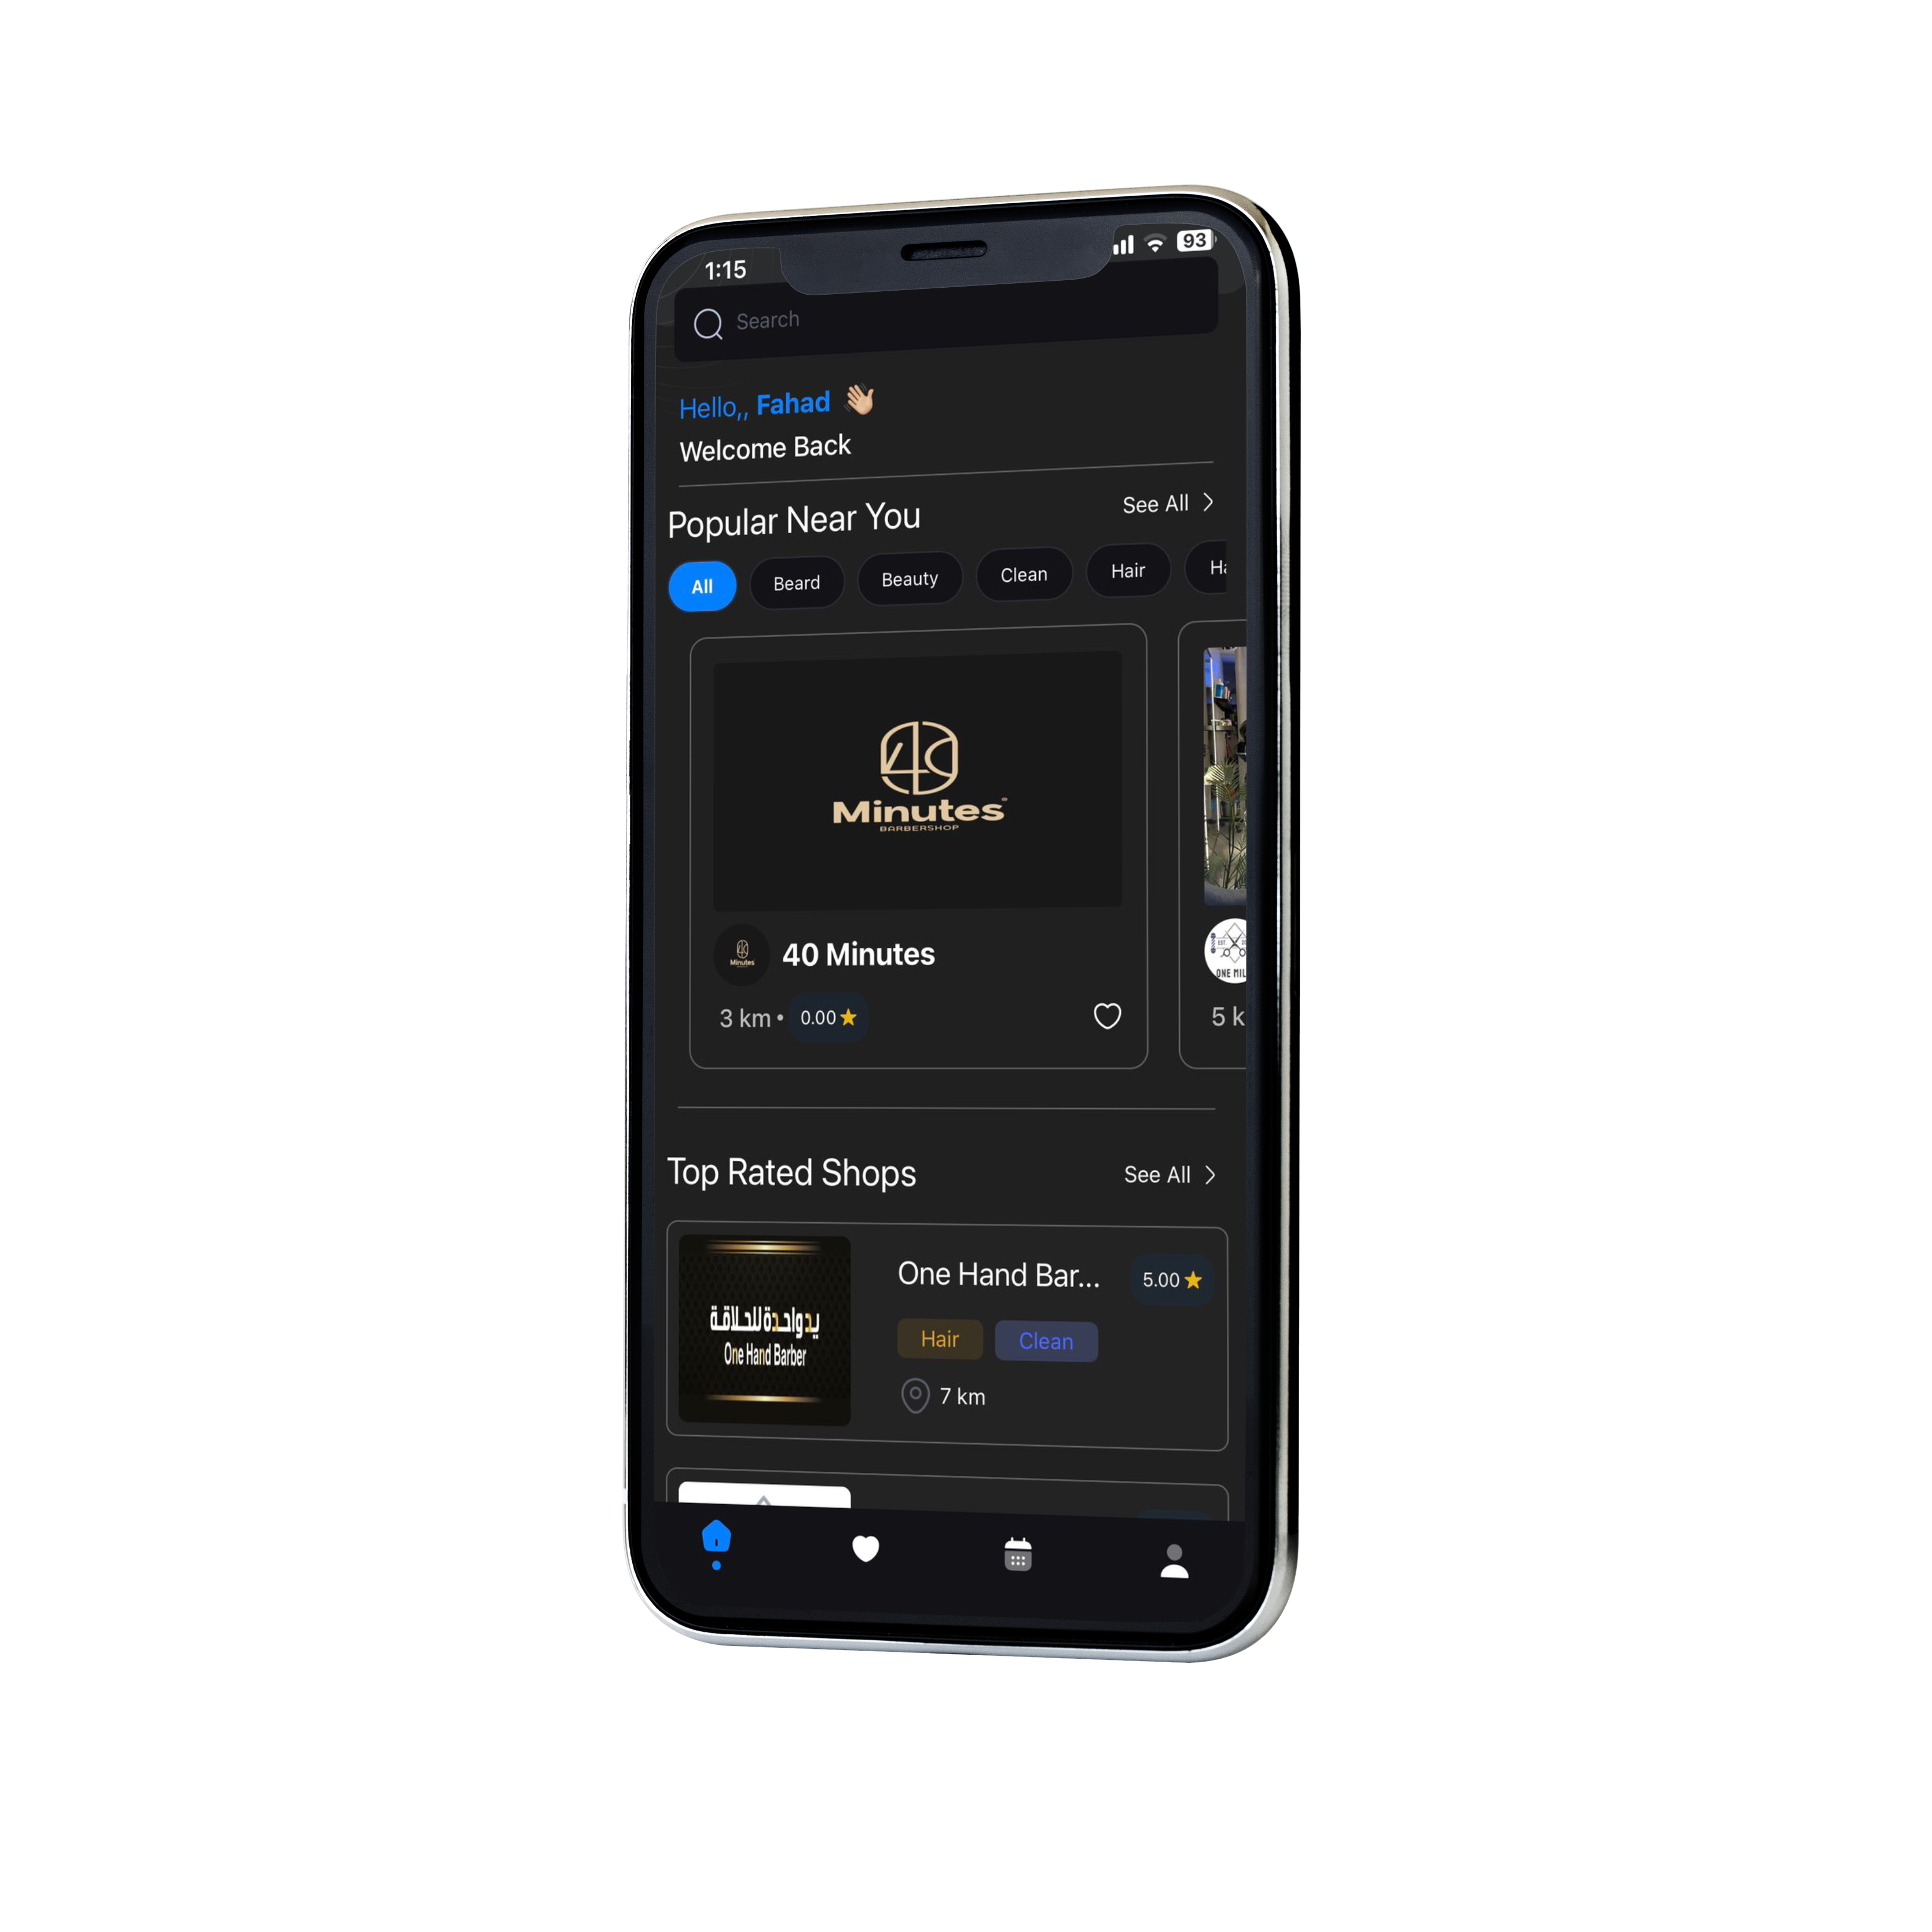 1:15
93
Search
Hello,, Fahad 👋🏼
Welcome Back
Popular Near You
See All
All
Beard
Beauty
Clean
Hair
Ha
40
Minutes
BARBERSHOP
Minutes
40 Minutes
3 km •
0.00
EST.
ONE MIL
5 k
Top Rated Shops
See All
يد واحدة للحلاقة
One Hand Barber
One Hand Bar...
5.00
Hair
Clean
7 km